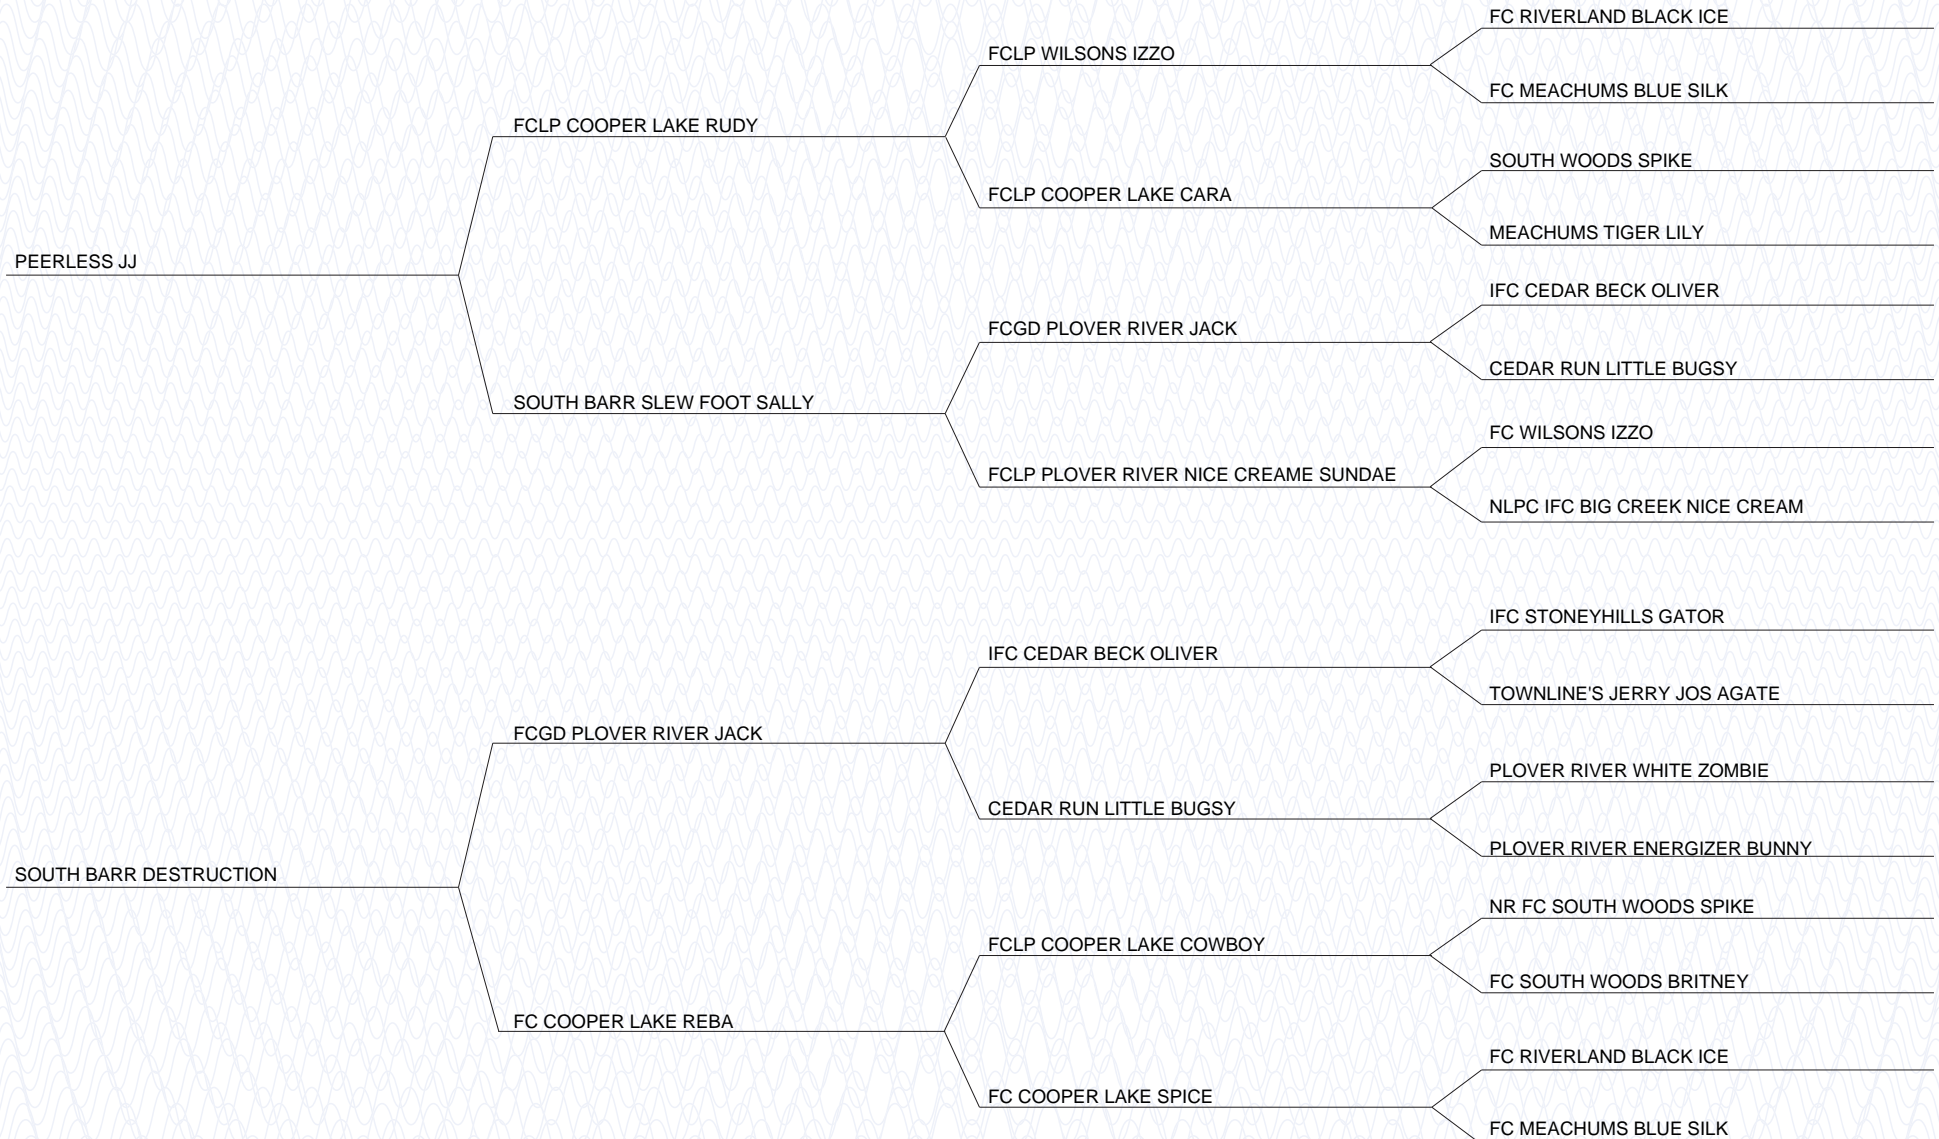 FC RIVERLAND BLACK ICE
FCLP WILSONS IZZO
FC MEACHUMS BLUE SILK
FCLP COOPER LAKE RUDY
SOUTH WOODS SPIKE
FCLP COOPER LAKE CARA
MEACHUMS TIGER LILY
PEERLESS JJ
IFC CEDAR BECK OLIVER
FCGD PLOVER RIVER JACK
CEDAR RUN LITTLE BUGSY
SOUTH BARR SLEW FOOT SALLY
FC WILSONS IZZO
FCLP PLOVER RIVER NICE CREAME SUNDAE
NLPC IFC BIG CREEK NICE CREAM
IFC STONEYHILLS GATOR
IFC CEDAR BECK OLIVER
TOWNLINE'S JERRY JOS AGATE
FCGD PLOVER RIVER JACK
PLOVER RIVER WHITE ZOMBIE
CEDAR RUN LITTLE BUGSY
PLOVER RIVER ENERGIZER BUNNY
SOUTH BARR DESTRUCTION
NR FC SOUTH WOODS SPIKE
FCLP COOPER LAKE COWBOY
FC SOUTH WOODS BRITNEY
FC COOPER LAKE REBA
FC RIVERLAND BLACK ICE
FC COOPER LAKE SPICE
FC MEACHUMS BLUE SILK